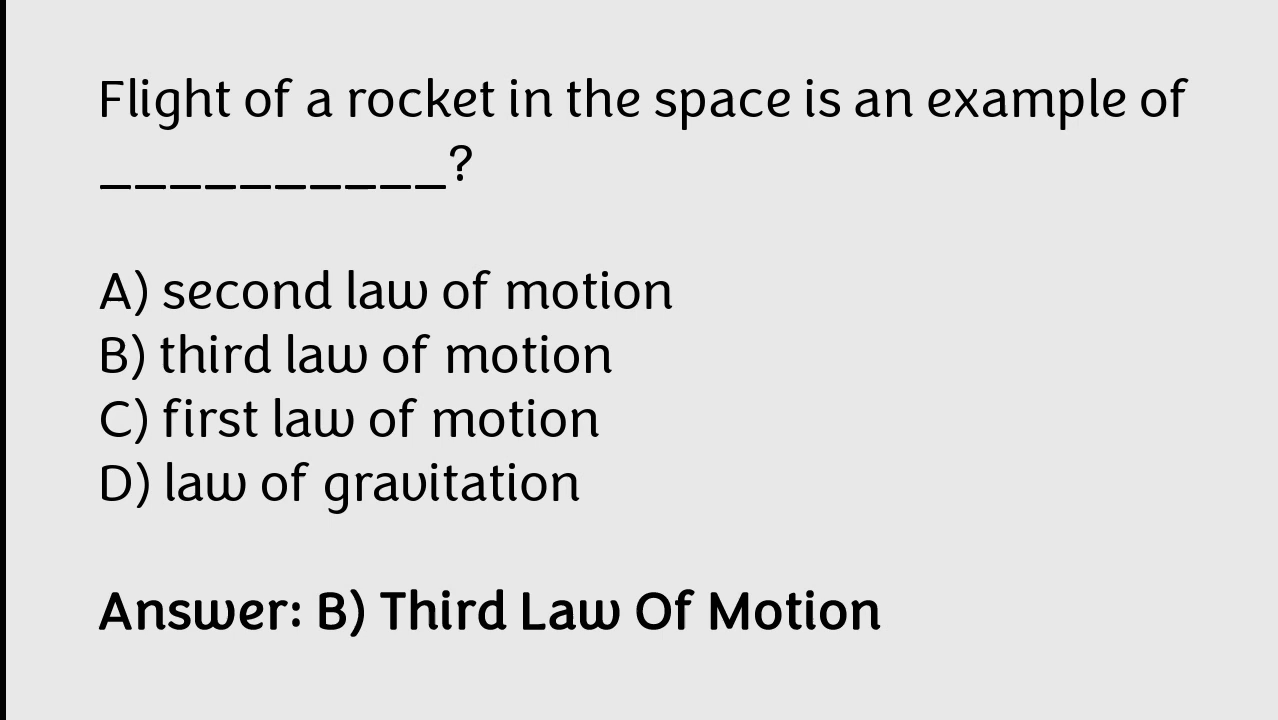 Flight of a rocket in the space is an example of
__________?
A) second law of motion
B) third law of motion
C) first law of motion
D) law of gravitation
Answer: B) Third Law Of Motion